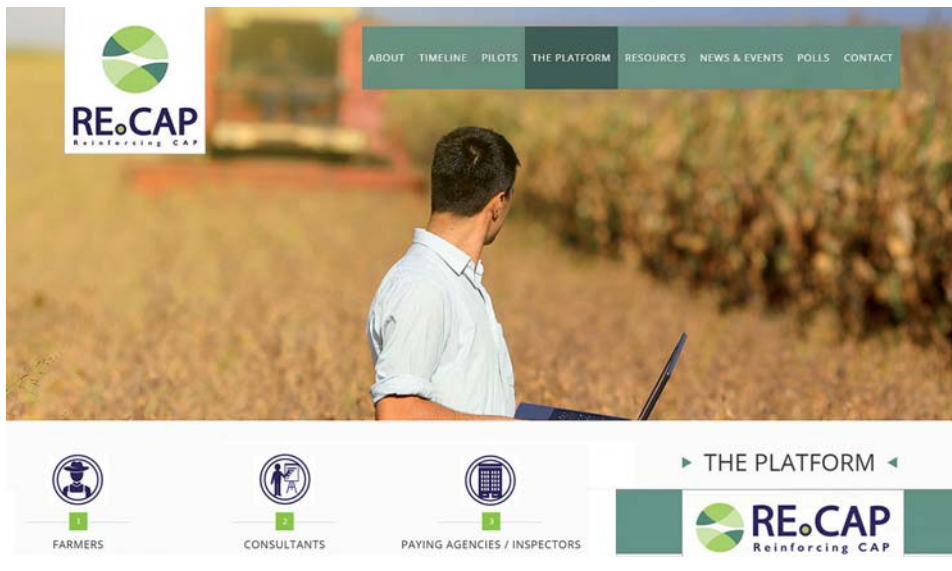 RE.CAP
Reinforcing CAP
ABOUT TIMELINE PILOTS THE PLATFORM RESOURCES NEWS & EVENTS POLLS CONTACT
THE PLATFORM
1
FARMERS
2
CONSULTANTS
3
PAYING AGENCIES / INSPECTORS
RE.CAP
Reinforcing CAP